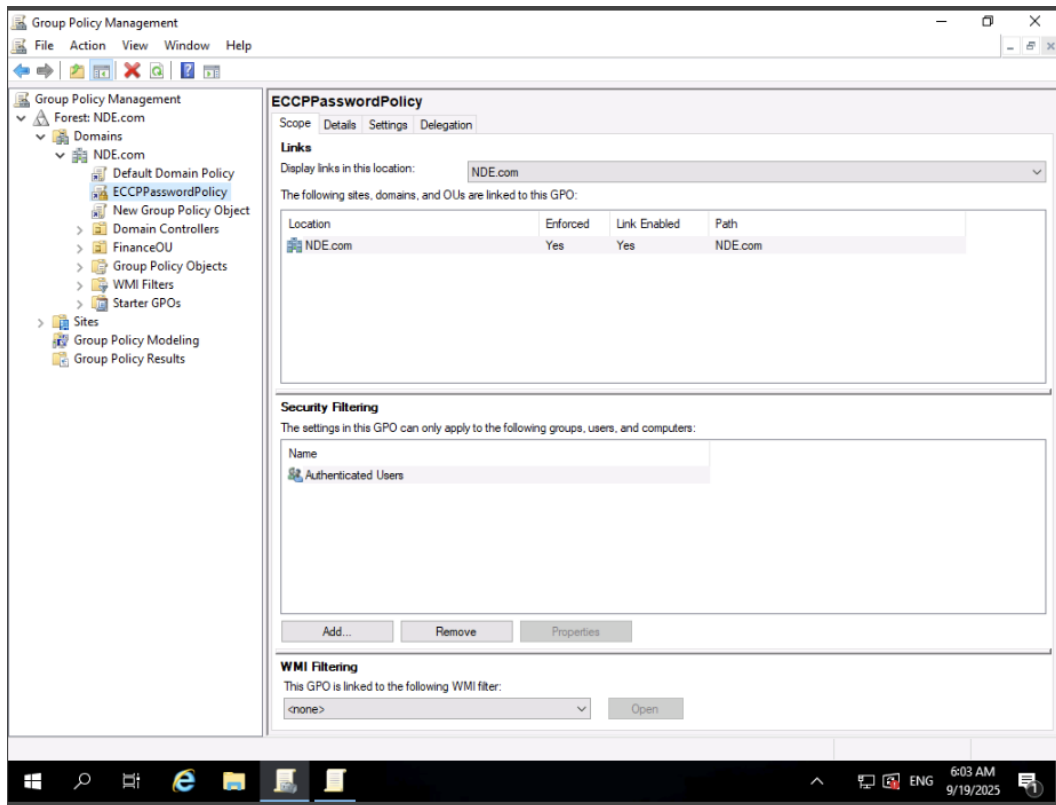 Group Policy Management
File Action View Window Help
Group Policy Management
Forest: NDE.com
Domains
NDE.com
Default Domain Policy
ECCPPasswordPolicy
New Group Policy Object
Domain Controllers
FinanceOU
Group Policy Objects
WMI Filters
Starter GPOs
Sites
Group Policy Modeling
Group Policy Results
ECCPPasswordPolicy
Scope Details Settings Delegation
Links
Display links in this location: NDE.com
The following sites, domains, and OUs are linked to this GPO:
Location Enforced Link Enabled Path
NDE.com Yes Yes NDE.com
Security Filtering
The settings in this GPO can only apply to the following groups, users, and computers:
Name
Authenticated Users
Add... Remove Properties
WMI Filtering
This GPO is linked to the following WMI filter:
<none> Open
ENG
6:03 AM
9/19/2025
1